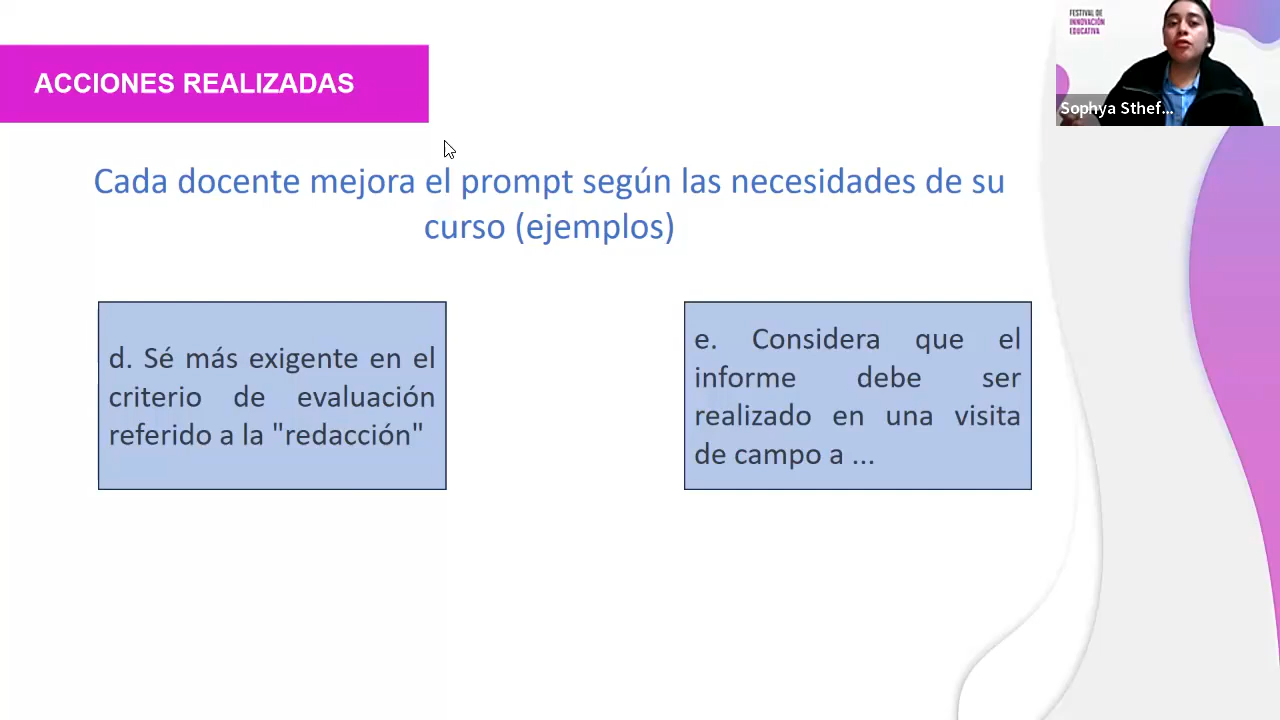 FESTIVAL DE
INNOVACIÓN
EDUCATIVA
Sophya Sthef...
ACCIONES REALIZADAS
Cada docente mejora el prompt según las necesidades de su
curso (ejemplos)
d. Sé más exigente en el
criterio de evaluación
referido a la "redacción"
e. Considera que el
informe debe ser
realizado en una visita
de campo a ...